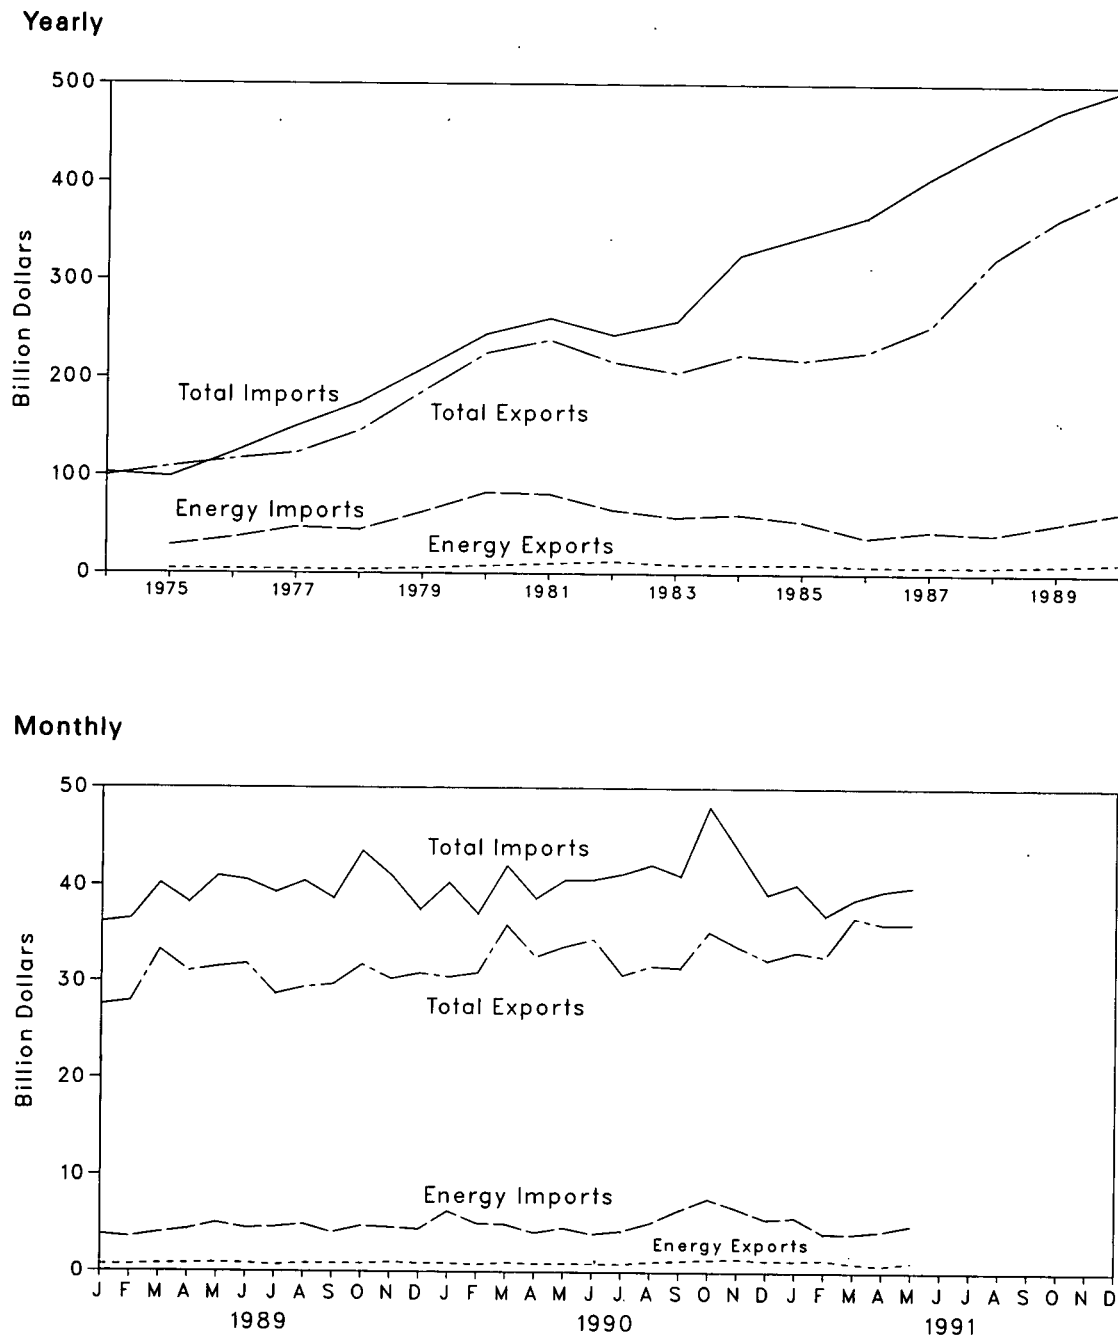 Yearly
500
400
300
200
100
0
Billion Dollars
Total Imports
Total Exports
Energy Imports
Energy Exports
1975 1977 1979 1981 1983 1985 1987 1989
Monthly
50
40
30
20
10
0
Billion Dollars
Total Imports
Total Exports
Energy Imports
Energy Exports
J F M A M J J A S O N D J F M A M J J A S O N D J F M A M J J A S O N D
1989 1990 1991